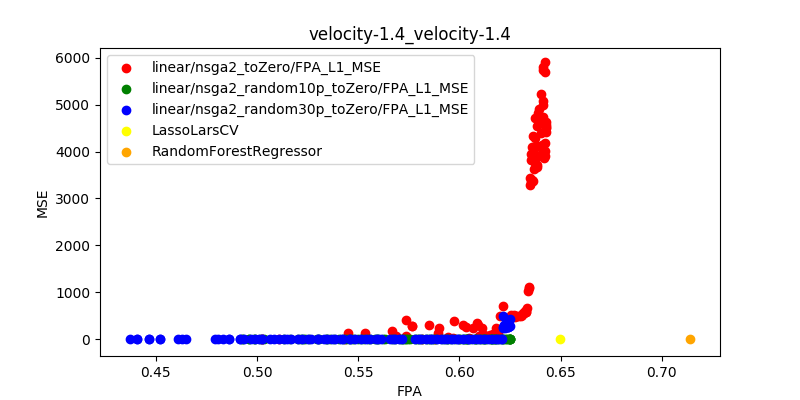 velocity-1.4_velocity-1.4
linear/nsga2_toZero/FPA_L1_MSE
linear/nsga2_random10p_toZero/FPA_L1_MSE
linear/nsga2_random30p_toZero/FPA_L1_MSE
LassoLarsCV
RandomForestRegressor
MSE
6000
5000
4000
3000
2000
1000
0
0.45 0.50 0.55 0.60 0.65 0.70
FPA